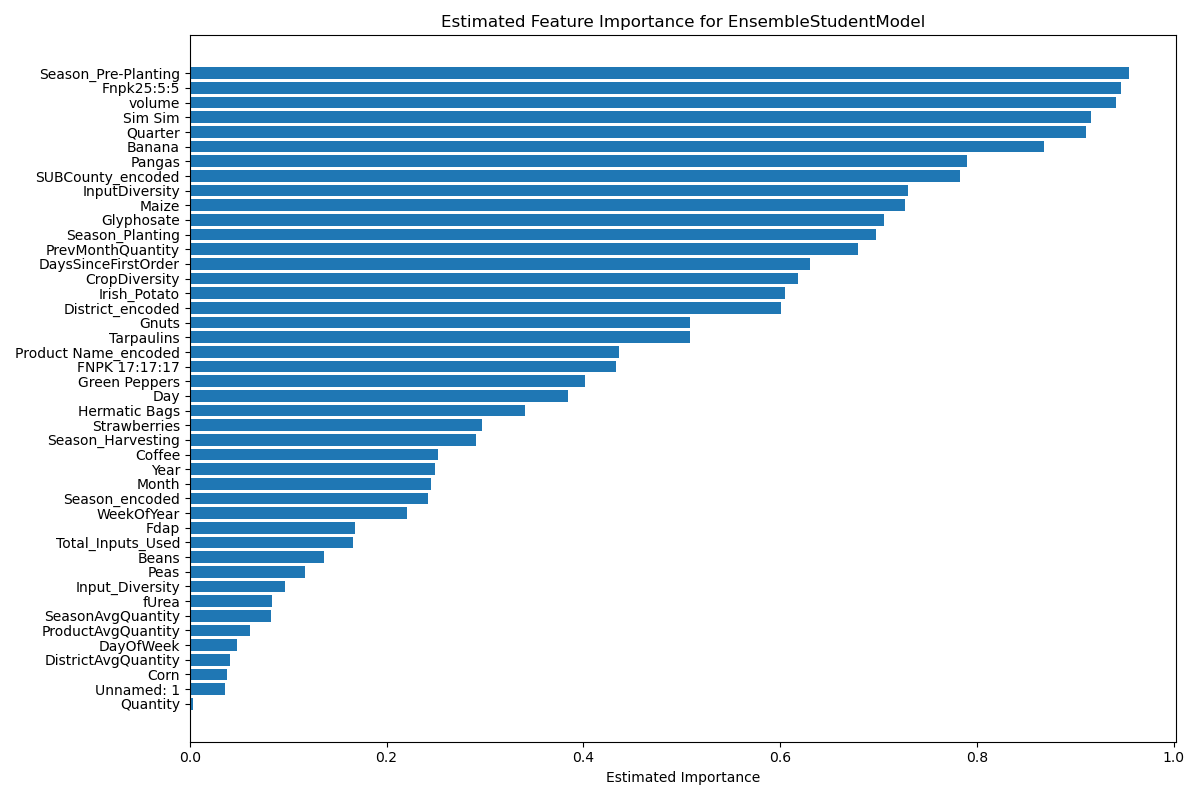 Estimated Feature Importance for EnsembleStudentModel
Season_Pre-Planting
Fnpk25:5:5
volume
Sim Sim
Quarter
Banana
Pangas
SUBCounty_encoded
InputDiversity
Maize
Glyphosate
Season_Planting
PrevMonthQuantity
DaysSinceFirstOrder
CropDiversity
Irish_Potato
District_encoded
Gnuts
Tarpaulins
Product Name_encoded
FNPK 17:17:17
Green Peppers
Day
Hermatic Bags
Strawberries
Season_Harvesting
Coffee
Year
Month
Season_encoded
WeekOfYear
Fdap
Total_Inputs_Used
Beans
Peas
Input_Diversity
fUrea
SeasonAvgQuantity
ProductAvgQuantity
DayOfWeek
DistrictAvgQuantity
Corn
Unnamed: 1
Quantity
0.0 0.2 0.4 0.6 0.8 1.0
Estimated Importance